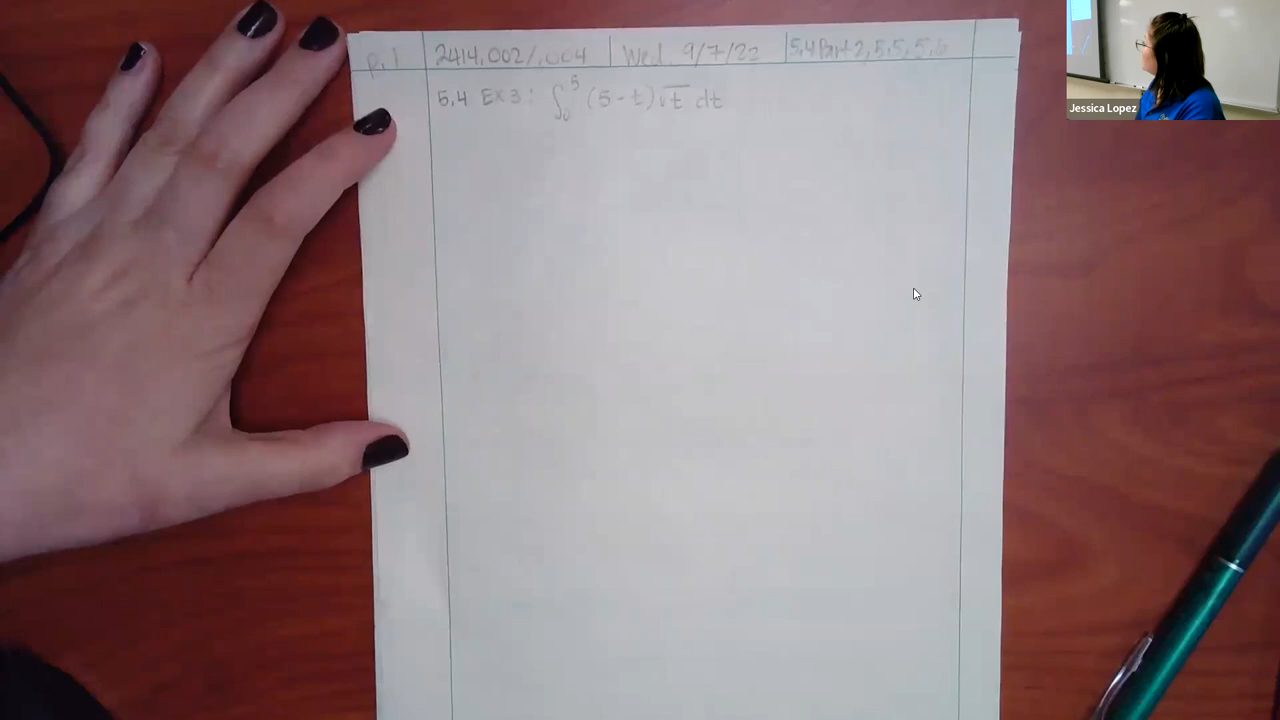 p. 1 2414.002/.004 Wed 9/7/22 5.4 Part 2, 5.5, 5.6
5.4 Ex 3: ∫₀⁵ (5-t)√t dt
Jessica Lopez